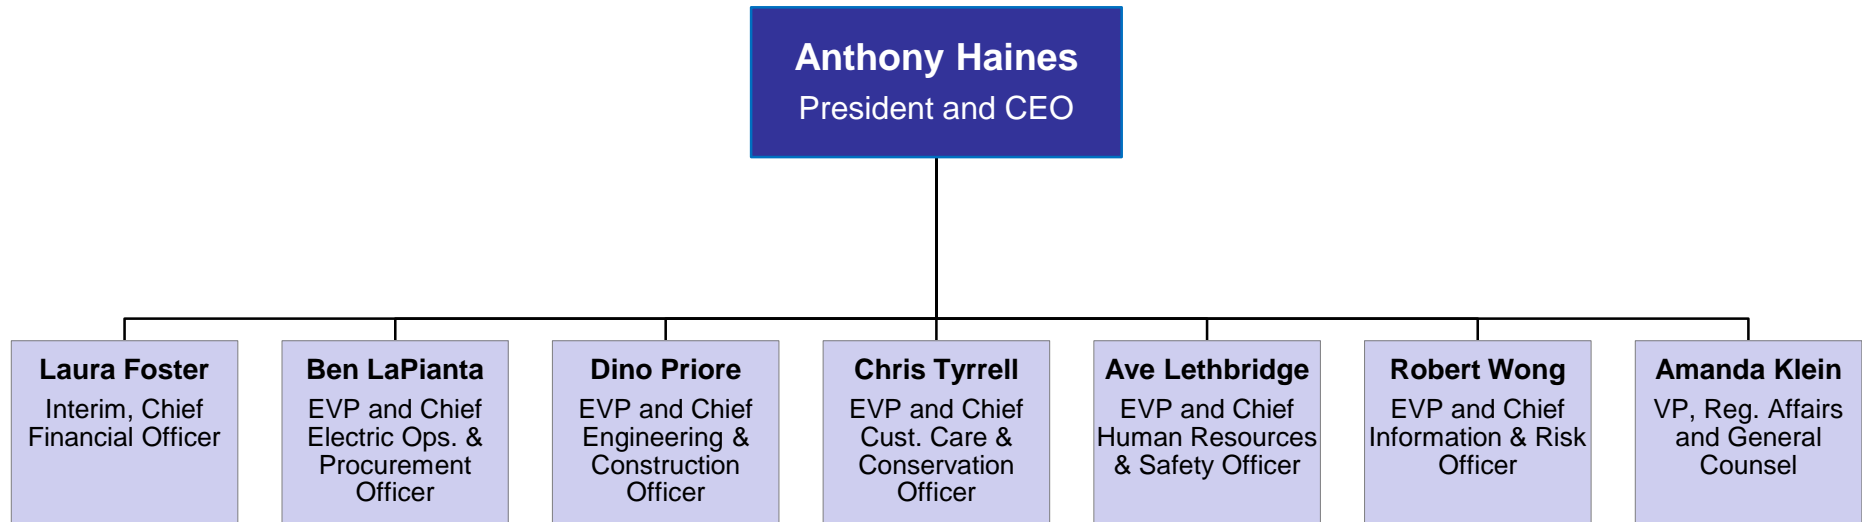 Anthony Haines
President and CEO
Laura Foster
Interim, Chief
Financial Officer
Ben LaPianta
EVP and Chief
Electric Ops. &
Procurement
Officer
Dino Priore
EVP and Chief
Engineering &
Construction
Officer
Chris Tyrrell
EVP and Chief
Cust. Care &
Conservation
Officer
Ave Lethbridge
EVP and Chief
Human Resources
& Safety Officer
Robert Wong
EVP and Chief
Information & Risk
Officer
Amanda Klein
VP, Reg. Affairs
and General
Counsel